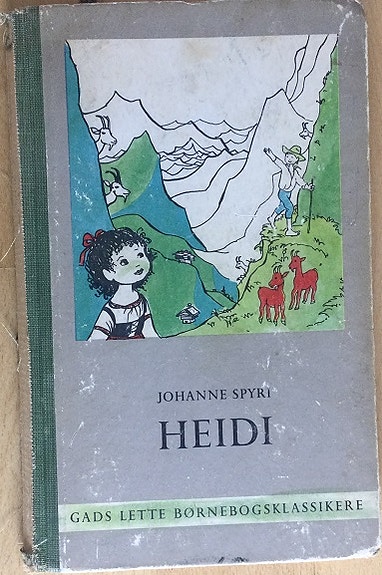 JOHANNE SPYRI
HEIDI
GADS LETTE BØRNEBOGSKLASSIKERE